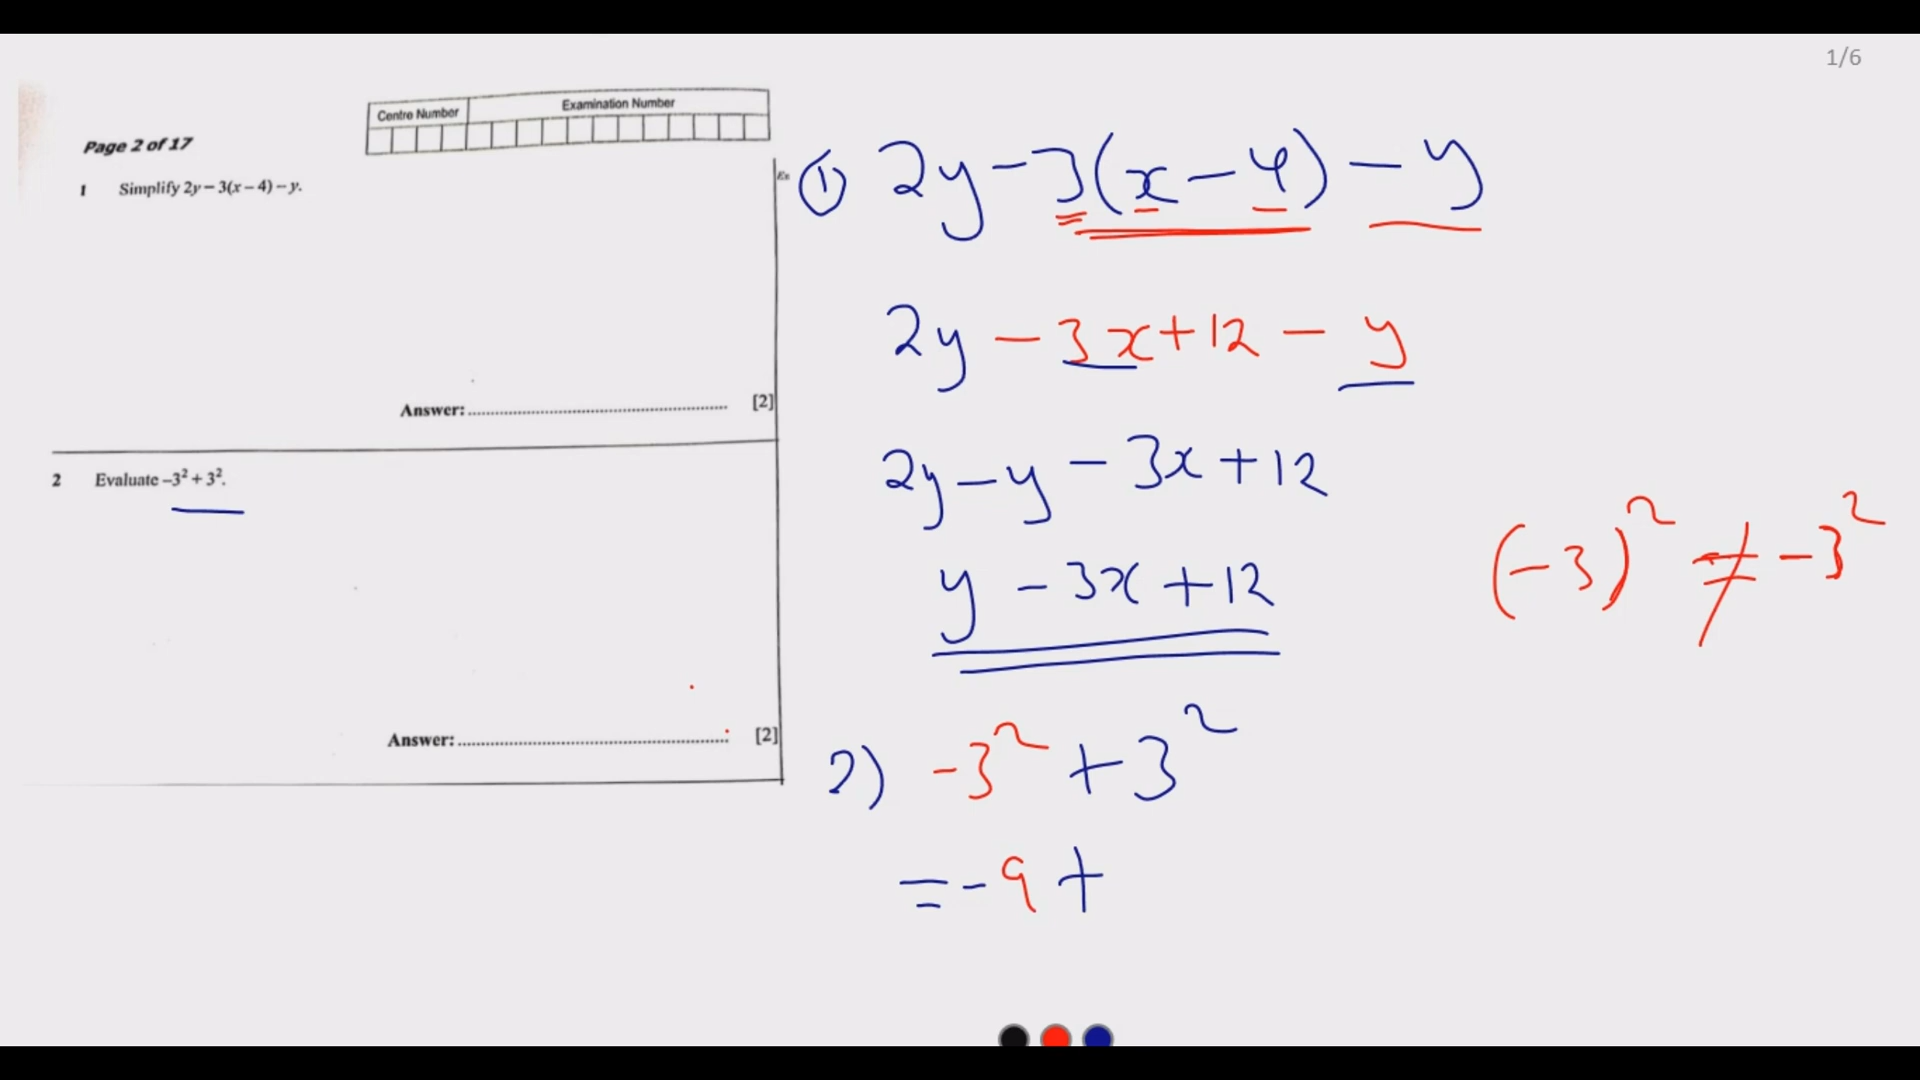 1/6
Centre Number Examination Number
Page 2 of 17
1 Simplify 2y – 3(x – 4) – y.
Answer: [2]
2 Evaluate –3² + 3².
Answer: [2]
Ex
① 2y – 3(x – 4) – y
2y – 3x + 12 – y
2y – y – 3x + 12
y – 3x + 12
(–3)² ≠ –3²
2) –3² + 3²
= – 9 +